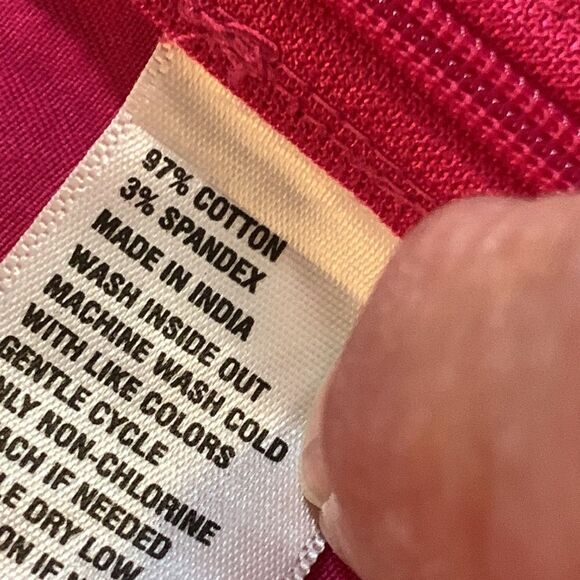 97% COTTON
3% SPANDEX
MADE IN INDIA
WASH INSIDE OUT
MACHINE WASH COLD
WITH LIKE COLORS
GENTLE CYCLE
NON-CHLORINE
IF NEEDED
DRY LOW
IF